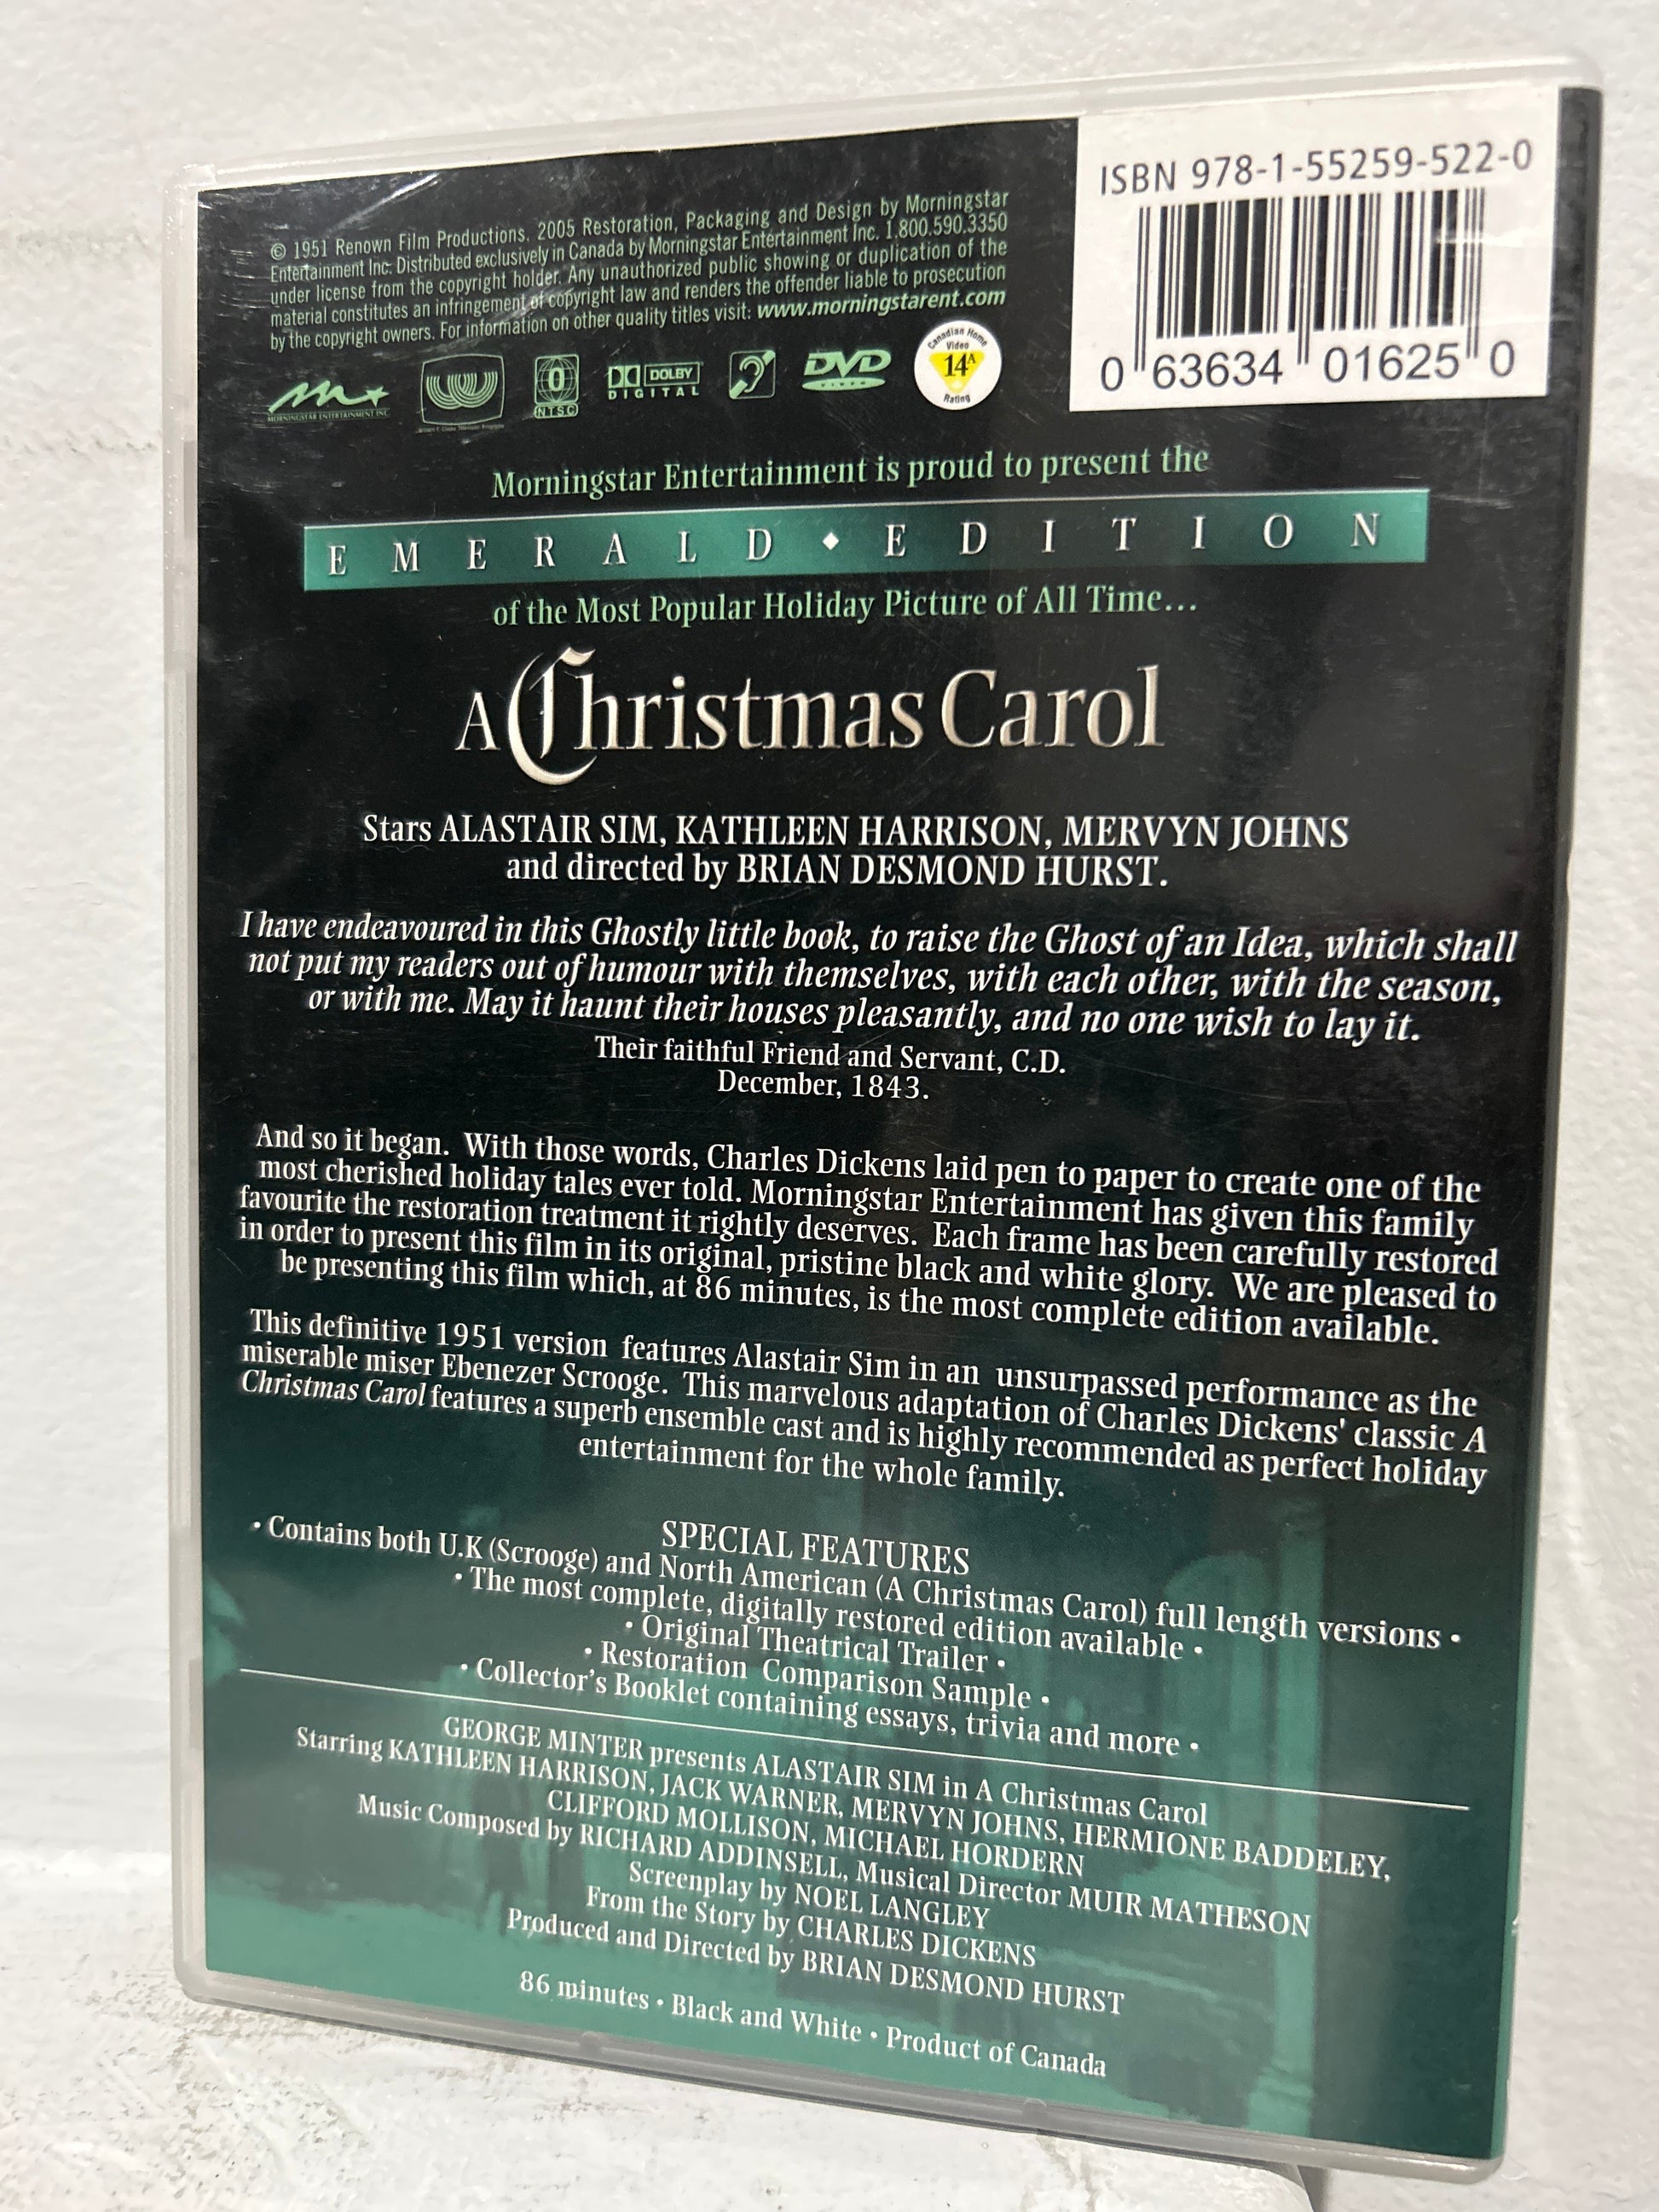 © 1951 Renown Film Productions. 2005 Restoration, Packaging and Design by Morningstar
Entertainment Inc. Distributed exclusively in Canada by Morningstar Entertainment Inc. 1.800.590.3350
under license from the copyright holder. Any unauthorized public showing or duplication of the
material constitutes an infringement of copyright law and renders the offender liable to prosecution
by the copyright owners. For information on other quality titles visit: www.morningstarent.com
MORNINGSTAR ENTERTAINMENT INC.
0
N.T.S.C
DOLBY
DIGITAL
DVD
VIDEO
Canadian Home
Video
14A
Rating
ISBN 978-1-55259-522-0
0 63634 01625 0
Morningstar Entertainment is proud to present the
EMERALD ◆ EDITION
of the Most Popular Holiday Picture of All Time...
A Christmas Carol
Stars ALASTAIR SIM, KATHLEEN HARRISON, MERVYN JOHNS
and directed by BRIAN DESMOND HURST.
I have endeavoured in this Ghostly little book, to raise the Ghost of an Idea, which shall
not put my readers out of humour with themselves, with each other, with the season,
or with me. May it haunt their houses pleasantly, and no one wish to lay it.
Their faithful Friend and Servant, C.D.
December, 1843.
And so it began. With those words, Charles Dickens laid pen to paper to create one of the
most cherished holiday tales ever told. Morningstar Entertainment has given this family
favourite the restoration treatment it rightly deserves. Each frame has been carefully restored
in order to present this film in its original, pristine black and white glory. We are pleased to
be presenting this film which, at 86 minutes, is the most complete edition available.
This definitive 1951 version features Alastair Sim in an unsurpassed performance as the
miserable miser Ebenezer Scrooge. This marvelous adaptation of Charles Dickens' classic A
Christmas Carol features a superb ensemble cast and is highly recommended as perfect holiday
entertainment for the whole family.
SPECIAL FEATURES
• Contains both U.K (Scrooge) and North American (A Christmas Carol) full length versions •
• The most complete, digitally restored edition available •
• Original Theatrical Trailer •
• Restoration Comparison Sample •
• Collector's Booklet containing essays, trivia and more •
GEORGE MINTER presents ALASTAIR SIM in A Christmas Carol
Starring KATHLEEN HARRISON, JACK WARNER, MERVYN JOHNS, HERMIONE BADDELEY,
CLIFFORD MOLLISON, MICHAEL HORDERN
Music Composed by RICHARD ADDINSELL, Musical Director MUIR MATHESON
Screenplay by NOEL LANGLEY
From the Story by CHARLES DICKENS
Produced and Directed by BRIAN DESMOND HURST
86 minutes • Black and White • Product of Canada